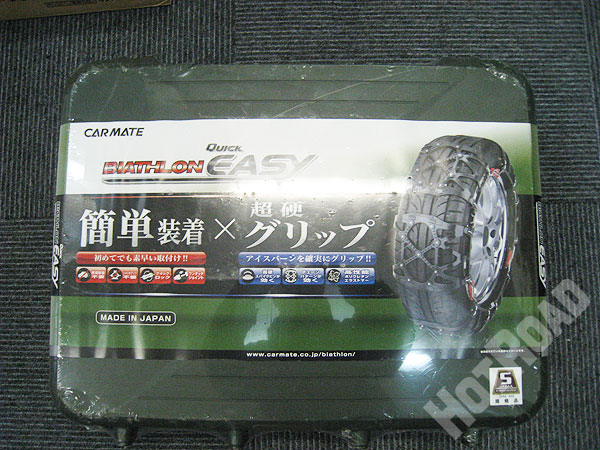 CARMATE
QUICK
BIATHLON EASY
簡単装着×超硬グリップ
初めてでも素早い取付け!!
アイスバーンを確実にグリップ!!
MADE IN JAPAN
www.carmate.co.jp/biathlon/
EASY
EASY
S
HOTROAD